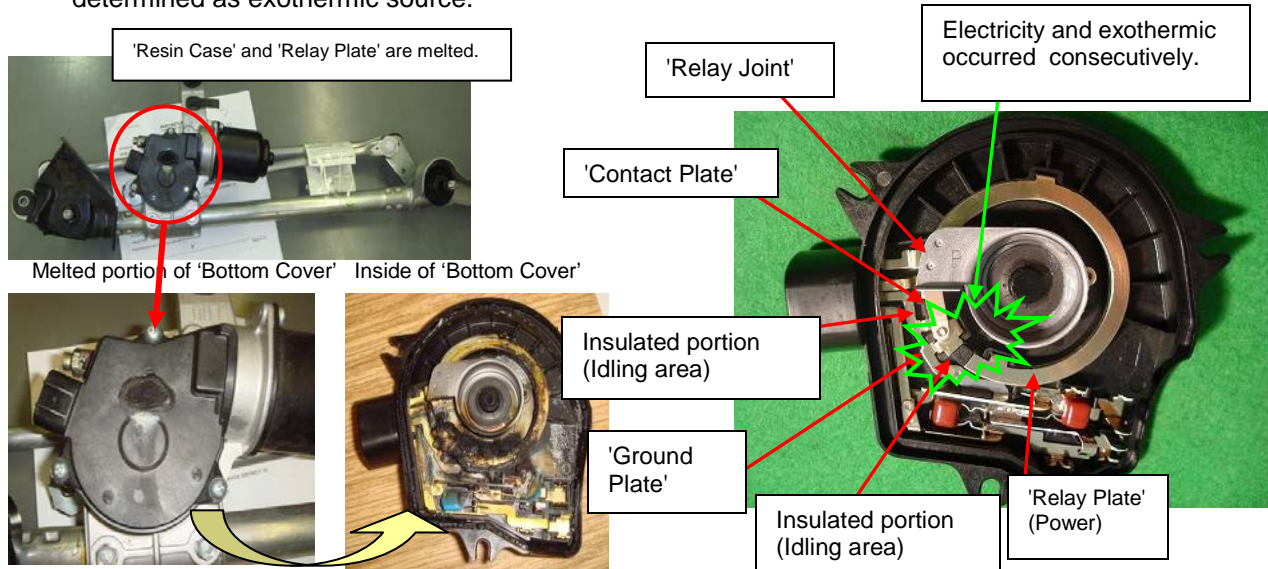 determined as exothermic source.
'Resin Case' and 'Relay Plate' are melted.
'Relay Joint'
Electricity and exothermic
occurred consecutively.
'Contact Plate'
Melted portion of ‘Bottom Cover’ Inside of ‘Bottom Cover’
Insulated portion
(Idling area)
'Ground
Plate'
Insulated portion
(Idling area)
'Relay Plate'
(Power)